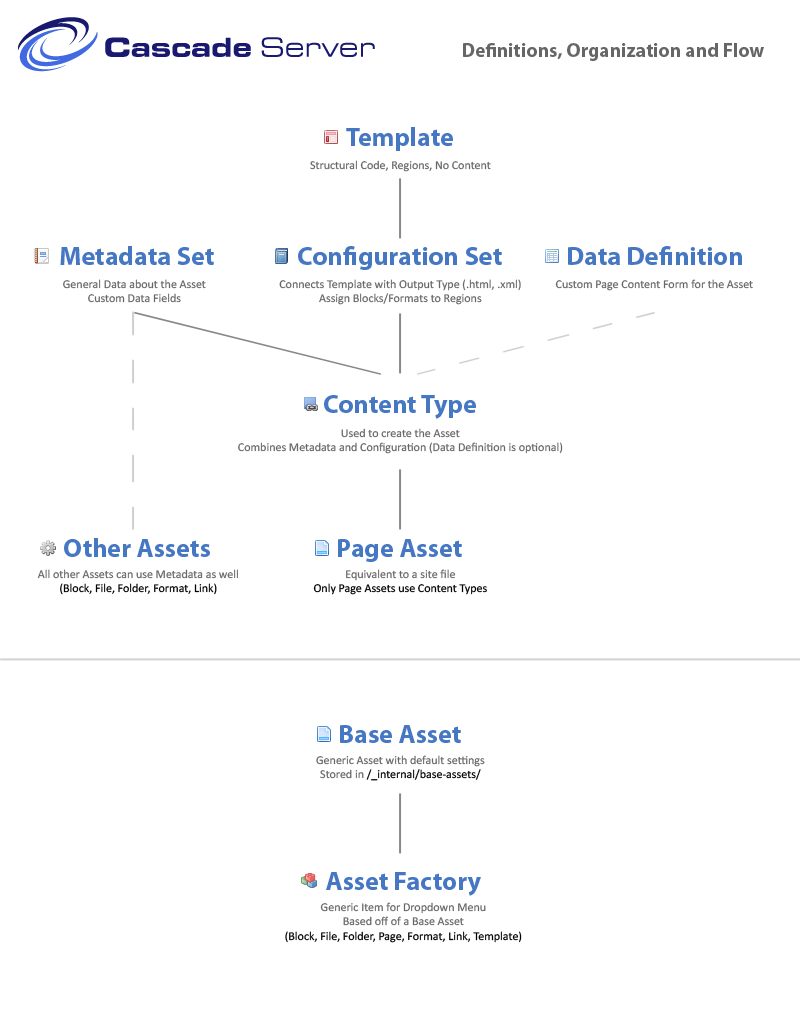 Cascade Server
Definitions, Organization and Flow
Template
Structural Code, Regions, No Content
Metadata Set
General Data about the Asset
Custom Data Fields
Configuration Set
Connects Template with Output Type (.html, .xml)
Assign Blocks/Formats to Regions
Data Definition
Custom Page Content Form for the Asset
Content Type
Used to create the Asset
Combines Metadata and Configuration (Data Definition is optional)
Other Assets
All other Assets can use Metadata as well
(Block, File, Folder, Format, Link)
Page Asset
Equivalent to a site file
Only Page Assets use Content Types
Base Asset
Generic Asset with default settings
Stored in /_internal/base-assets/
Asset Factory
Generic Item for Dropdown Menu
Based off of a Base Asset
(Block, File, Folder, Page, Format, Link, Template)